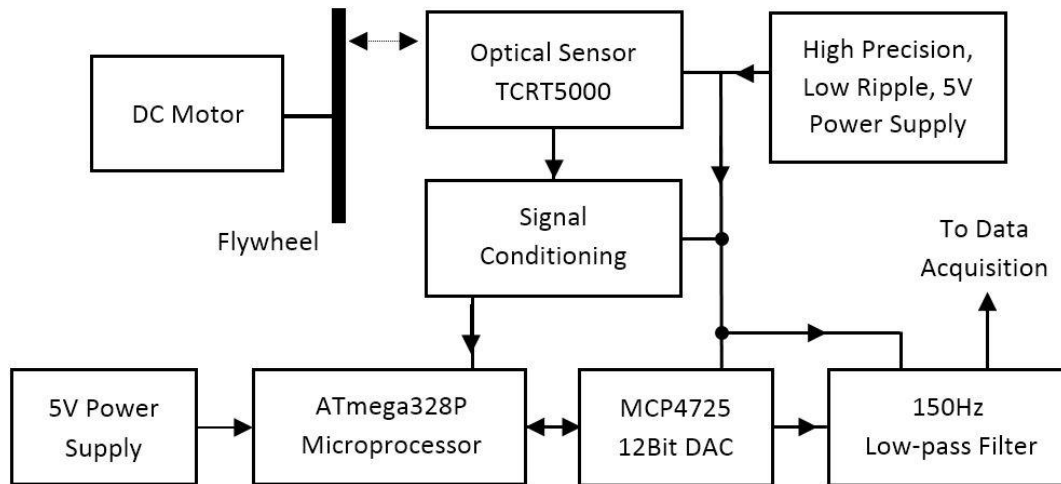 DC Motor
Flywheel
Optical Sensor
TCRT5000
High Precision,
Low Ripple, 5V
Power Supply
Signal
Conditioning
To Data
Acquisition
5V Power
Supply
ATmega328P
Microprocessor
MCP4725
12Bit DAC
150Hz
Low-pass Filter